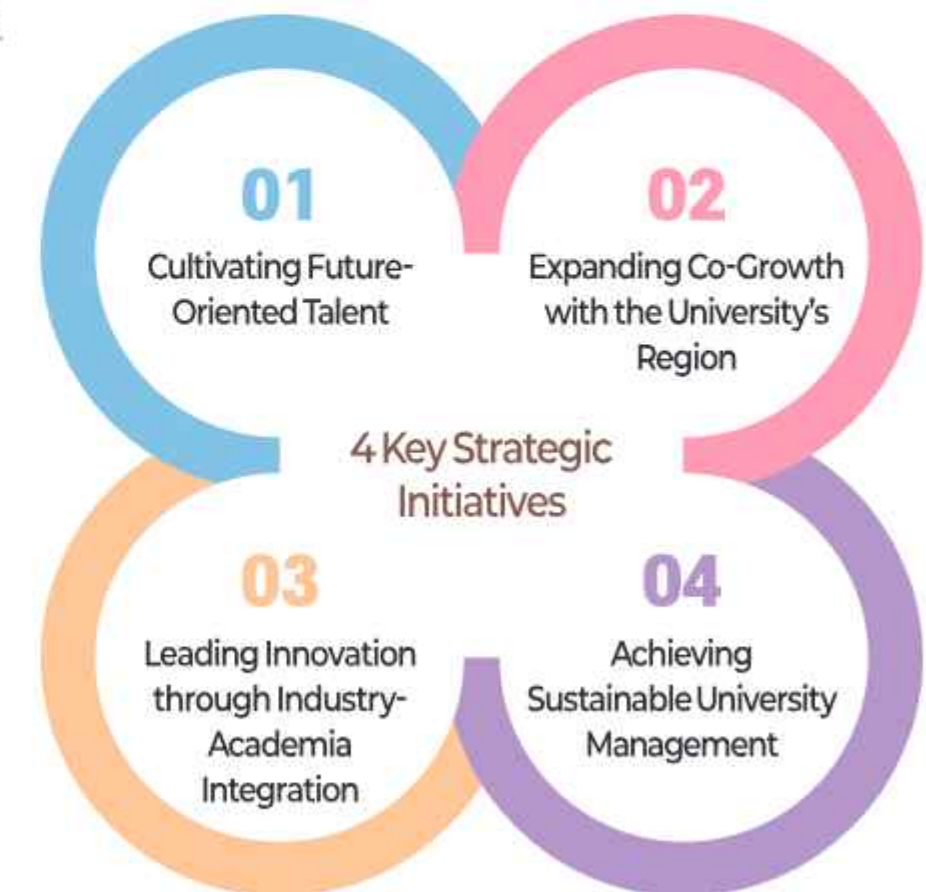 01
Cultivating Future-
Oriented Talent
02
Expanding Co-Growth
with the University's
Region
4 Key Strategic
Initiatives
03
Leading Innovation
through Industry-
Academia
Integration
04
Achieving
Sustainable University
Management